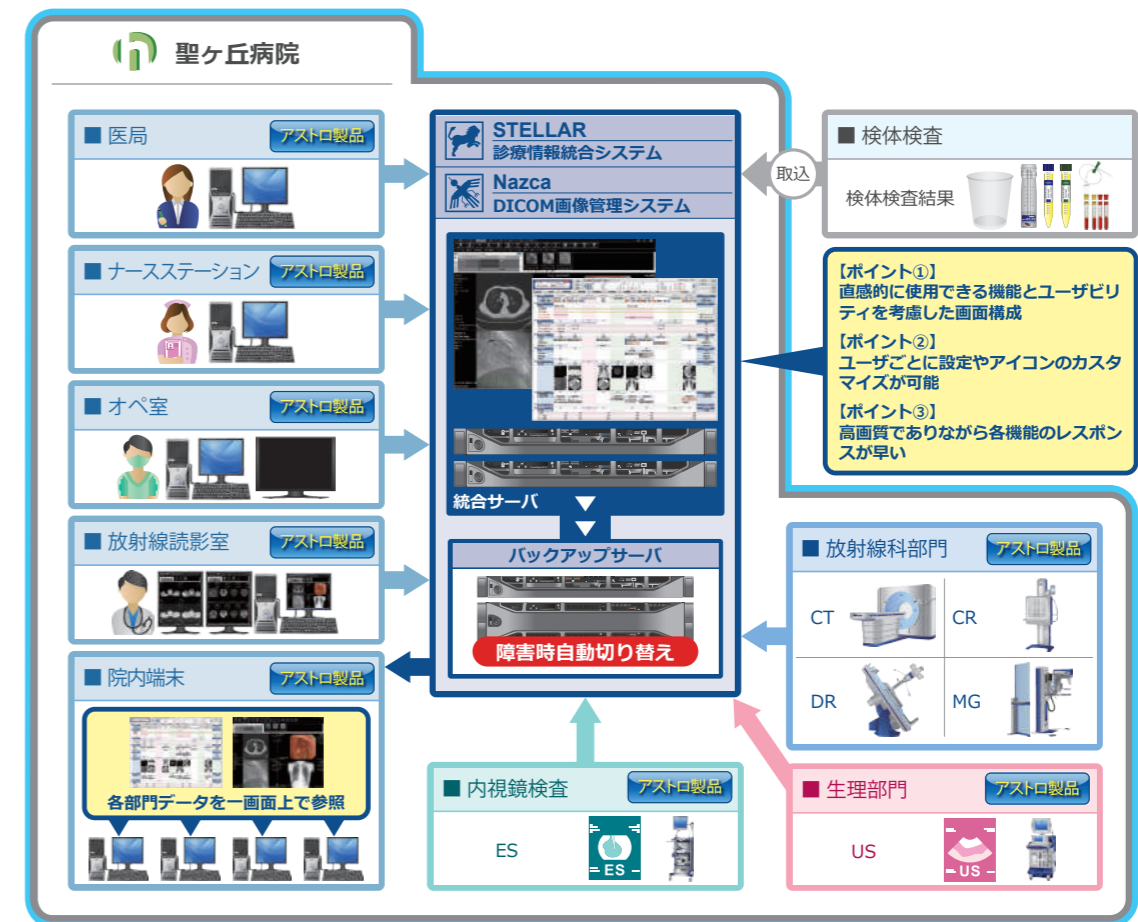 聖ヶ丘病院
■ 医局
アストロ製品
■ ナースステーション
アストロ製品
■ オペ室
アストロ製品
■ 放射線読影室
アストロ製品
■ 院内端末
アストロ製品
各部門データを一画面上で参照
STELLAR
診療情報統合システム
Nazca
DICOM画像管理システム
統合サーバ
バックアップサーバ
障害時自動切り替え
取込
■ 検体検査
検体検査結果
【ポイント①】
直感的に使用できる機能とユーザビリ
ティを考慮した画面構成
【ポイント②】
ユーザごとに設定やアイコンのカスタ
マイズが可能
【ポイント③】
高画質でありながら各機能のレスポン
スが早い
■ 放射線科部門
アストロ製品
CT
CR
DR
MG
■ 内視鏡検査
アストロ製品
ES
ES
■ 生理部門
アストロ製品
US
US